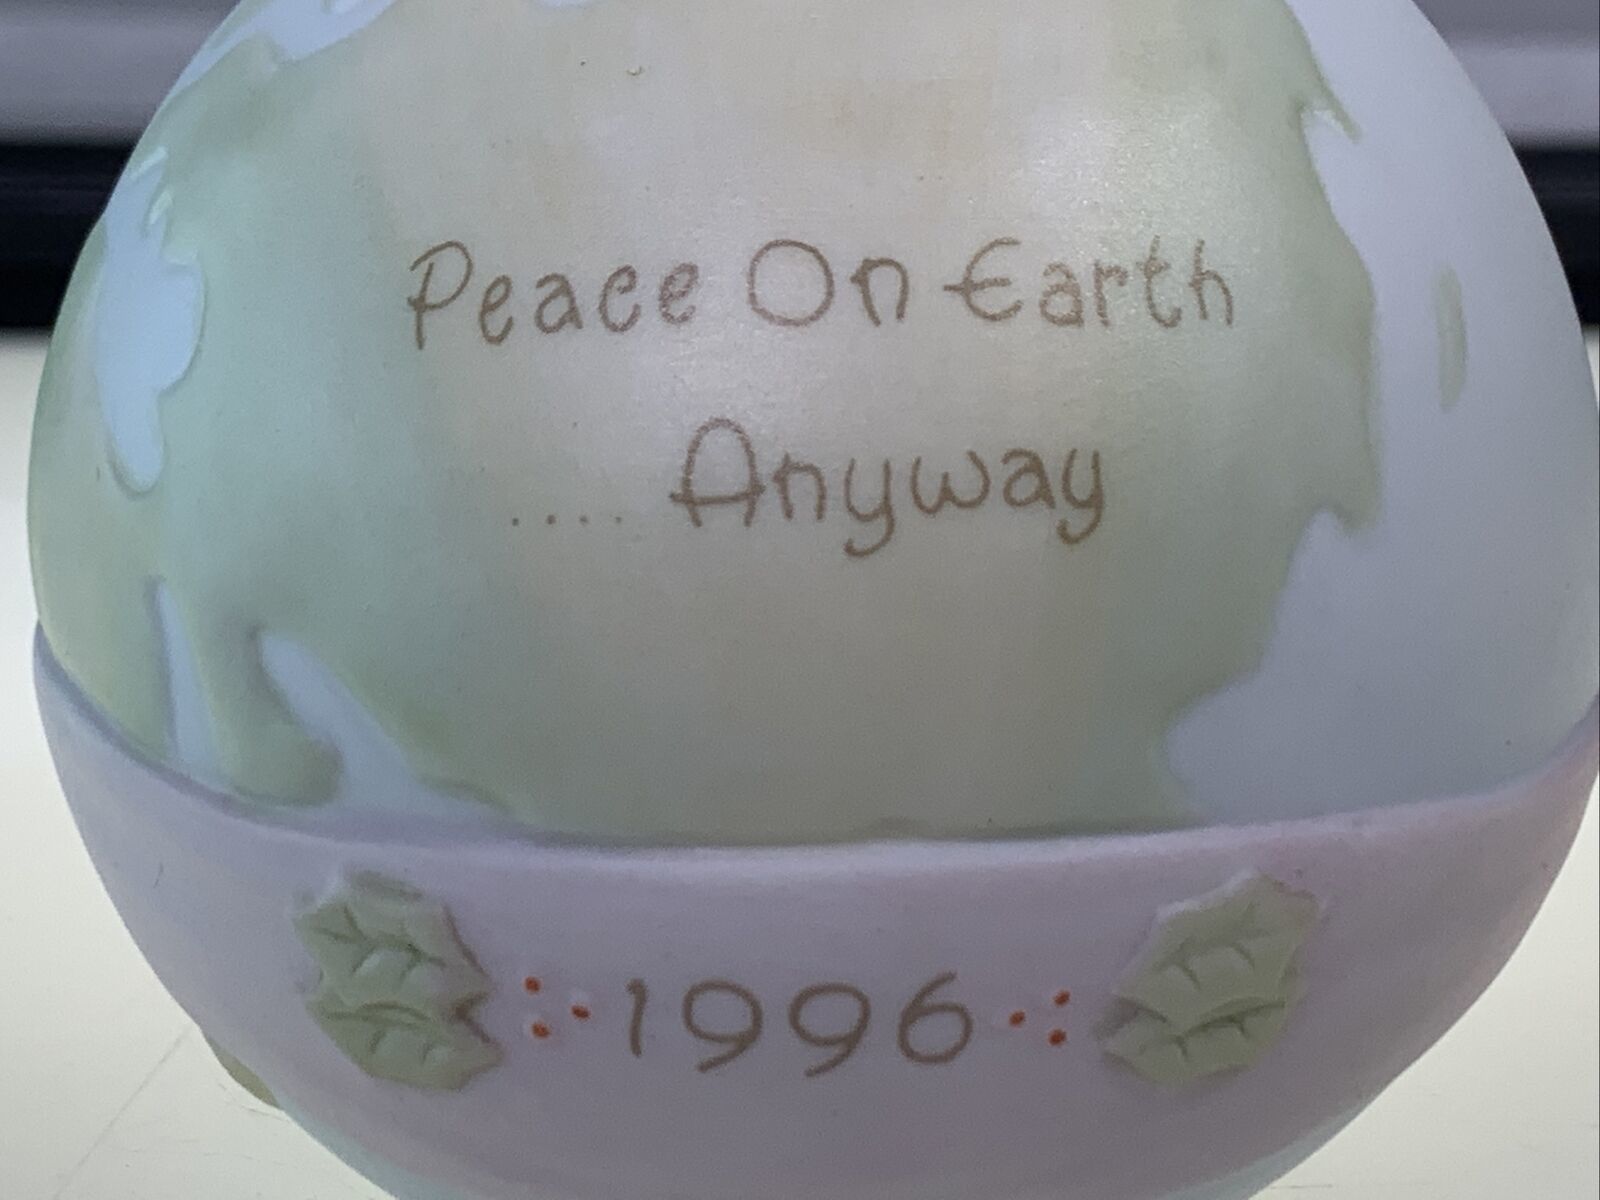 Peace On Earth
.... Anyway
1996